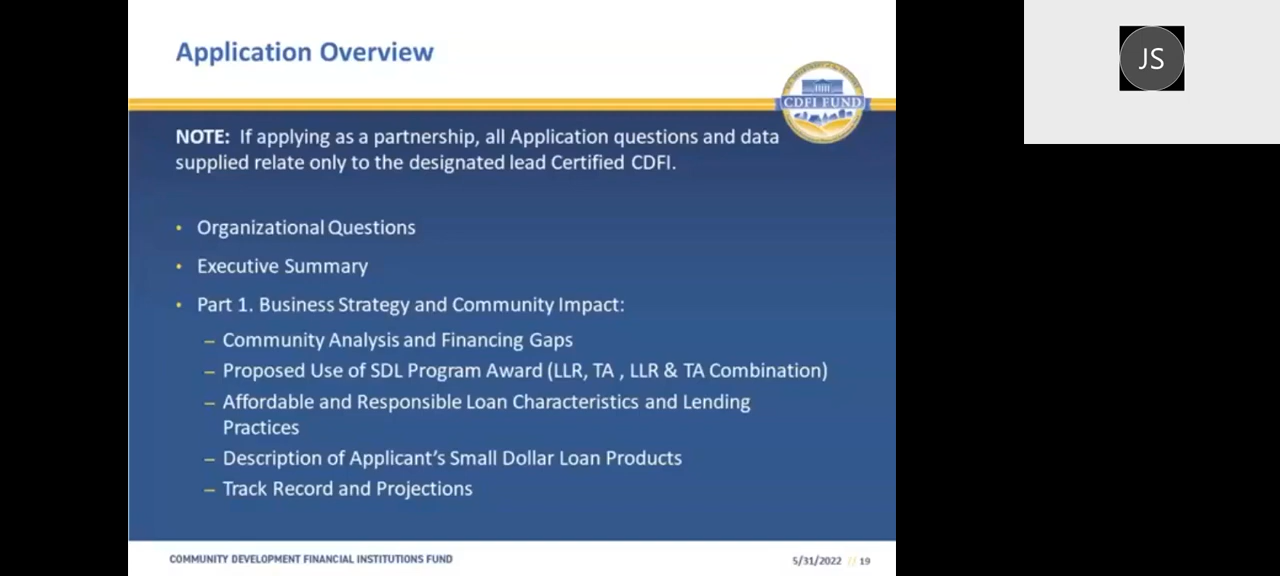 Application Overview
CDFI FUND
NOTE: If applying as a partnership, all Application questions and data
supplied relate only to the designated lead Certified CDFI.
• Organizational Questions
• Executive Summary
• Part 1. Business Strategy and Community Impact:
– Community Analysis and Financing Gaps
– Proposed Use of SDL Program Award (LLR, TA , LLR & TA Combination)
– Affordable and Responsible Loan Characteristics and Lending
Practices
– Description of Applicant's Small Dollar Loan Products
– Track Record and Projections
COMMUNITY DEVELOPMENT FINANCIAL INSTITUTIONS FUND
5/31/2022 // 19
JS